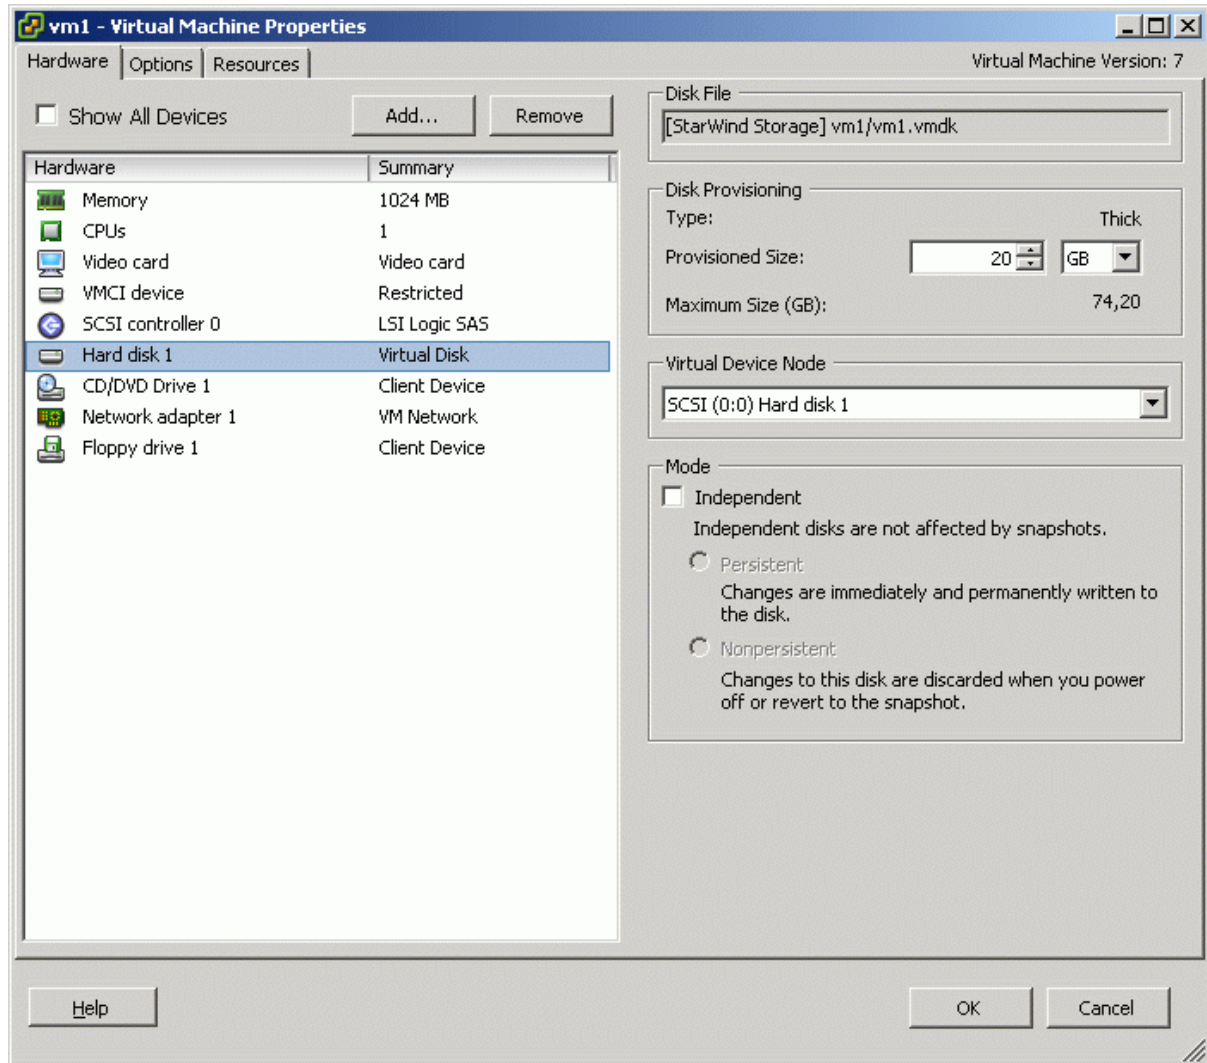 vm1 - Virtual Machine Properties
Hardware Options Resources
Virtual Machine Version: 7
Show All Devices
Add... Remove
Hardware Summary
Memory 1024 MB
CPUs 1
Video card Video card
VMCI device Restricted
SCSI controller 0 LSI Logic SAS
Hard disk 1 Virtual Disk
CD/DVD Drive 1 Client Device
Network adapter 1 VM Network
Floppy drive 1 Client Device
Disk File
[StarWind Storage] vm1/vm1.vmdk
Disk Provisioning
Type: Thick
Provisioned Size: 20 GB
Maximum Size (GB): 74,20
Virtual Device Node
SCSI (0:0) Hard disk 1
Mode
Independent
Independent disks are not affected by snapshots.
Persistent
Changes are immediately and permanently written to
the disk.
Nonpersistent
Changes to this disk are discarded when you power
off or revert to the snapshot.
Help OK Cancel